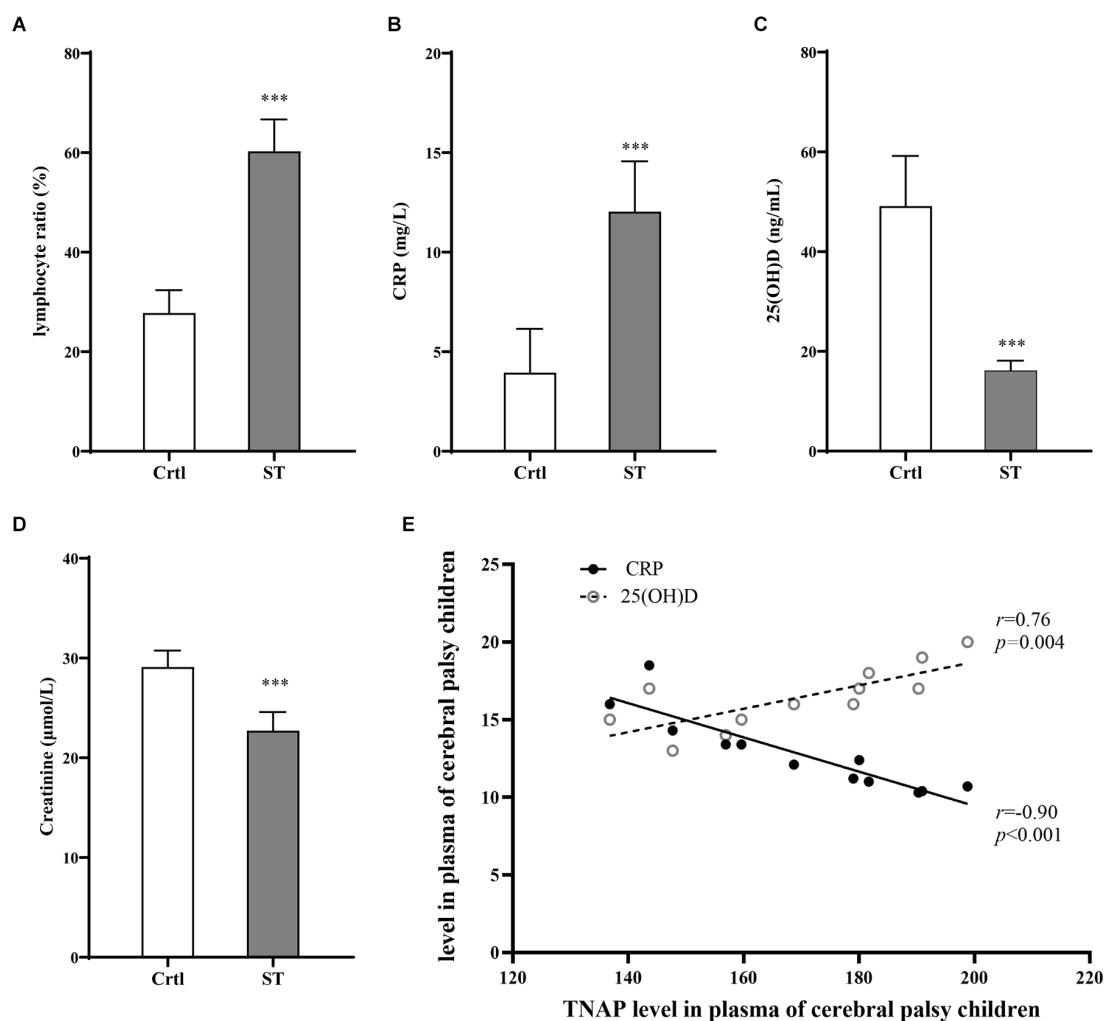 A
lymphocyte ratio (%)
80
60
40
20
0
***
Crtl
ST
B
CRP (mg/L)
20
15
10
5
0
***
Crtl
ST
C
25(OH)D (ng/mL)
80
60
40
20
0
***
Crtl
ST
D
Creatinine (μmol/L)
40
30
20
10
0
***
Crtl
ST
E
level in plasma of cerebral palsy children
25
20
15
10
5
0
CRP
25(OH)D
r=0.76
p=0.004
r=-0.90
p<0.001
120
140
160
180
200
220
TNAP level in plasma of cerebral palsy children